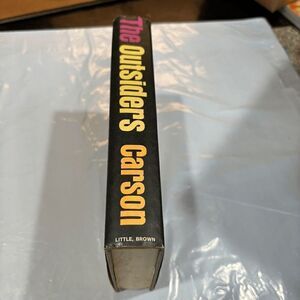 The Outsiders Carson
LITTLE, BROWN